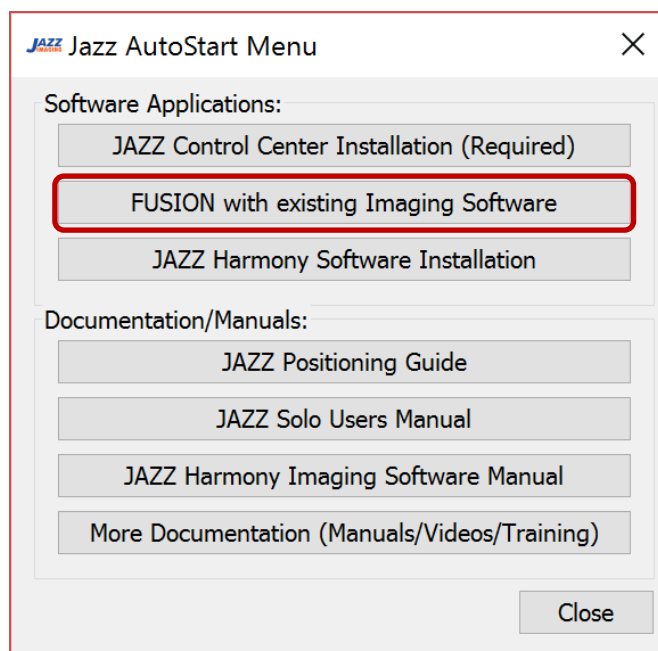 JAZZ IMAGING Jazz AutoStart Menu
Software Applications:
JAZZ Control Center Installation (Required)
FUSION with existing Imaging Software
JAZZ Harmony Software Installation
Documentation/Manuals:
JAZZ Positioning Guide
JAZZ Solo Users Manual
JAZZ Harmony Imaging Software Manual
More Documentation (Manuals/Videos/Training)
Close